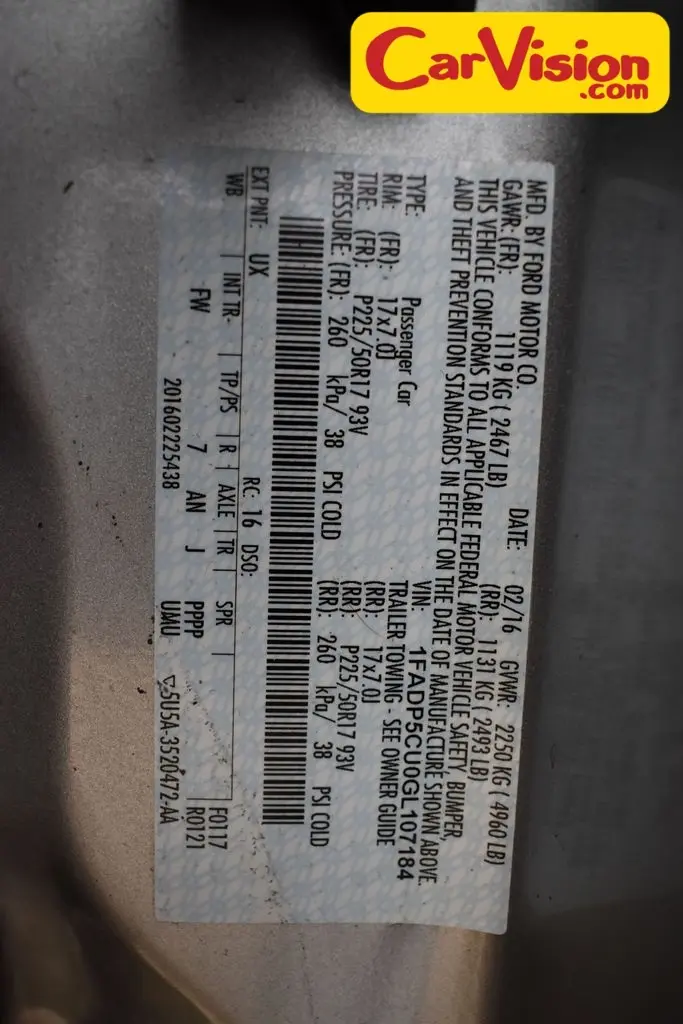 CarVision
.com
MFD. BY FORD MOTOR CO. DATE: 02/16 GVWR: 2250 KG ( 4960 LB)
GAWR: (FR): 1119 KG ( 2467 LB) (RR): 1131 KG ( 2493 LB)
THIS VEHICLE CONFORMS TO ALL APPLICABLE FEDERAL MOTOR VEHICLE SAFETY, BUMPER,
AND THEFT PREVENTION STANDARDS IN EFFECT ON THE DATE OF MANUFACTURE SHOWN ABOVE.
VIN: 1FADP5CU0GL107184
TYPE: Passenger Car TRAILER TOWING - SEE OWNER GUIDE
RIM: (FR): 17x7.0J (RR): 17x7.0J
TIRE: (FR): P225/50R17 93V (RR): P225/50R17 93V
PRESSURE: (FR): 260 kPa/ 38 PSI COLD (RR): 260 kPa/ 38 PSI COLD
EXT PNT: UX RC: 16 DSO: F0117
WB | INT TR | TP/PS | R | AXLE | TR | SPR | R0121
FW 7 AN J PPPP
201602225438 UMU 5U5A-3520472-AA